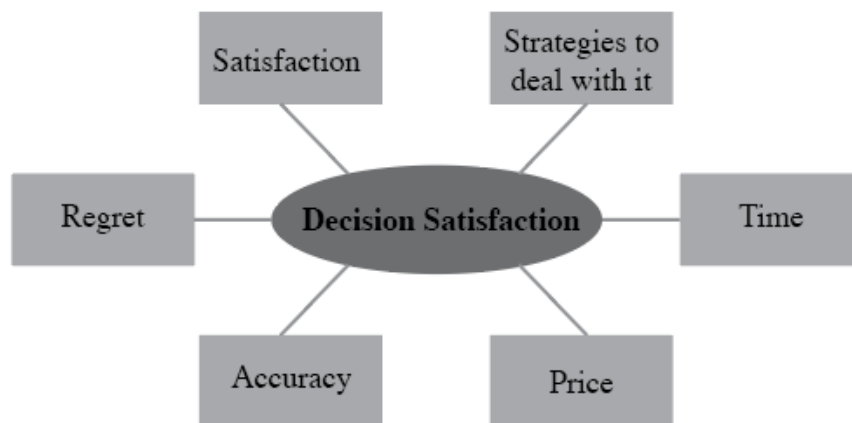 Satisfaction
Strategies to
deal with it
Regret
Decision Satisfaction
Time
Accuracy
Price